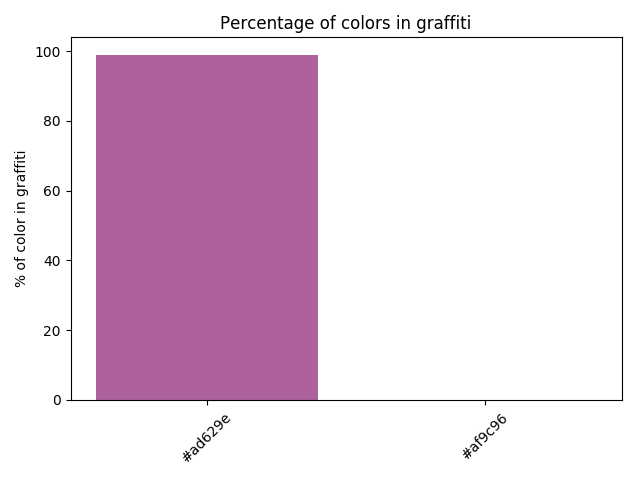 Percentage of colors in graffiti
% of color in graffiti
100
80
60
40
20
0
#ad629e
#af9c96